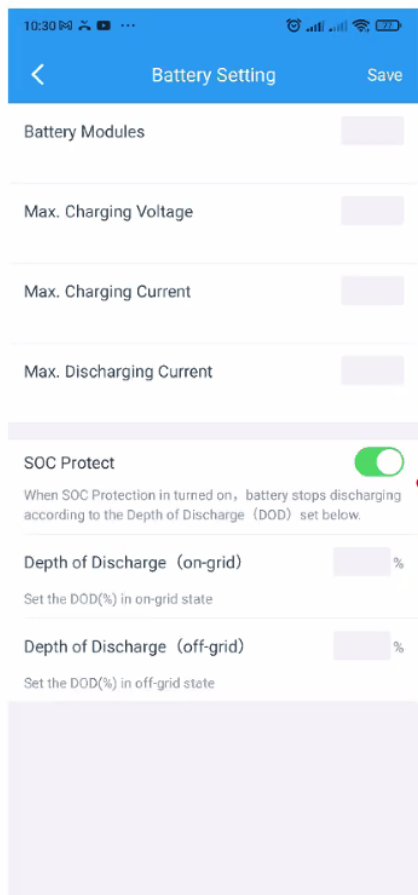 10:30 ···
77
Battery Setting Save
Battery Modules
Max. Charging Voltage
Max. Charging Current
Max. Discharging Current
SOC Protect
When SOC Protection in turned on，battery stops discharging
according to the Depth of Discharge（DOD）set below.
Depth of Discharge（on-grid） %
Set the DOD(%) in on-grid state
Depth of Discharge（off-grid） %
Set the DOD(%) in off-grid state